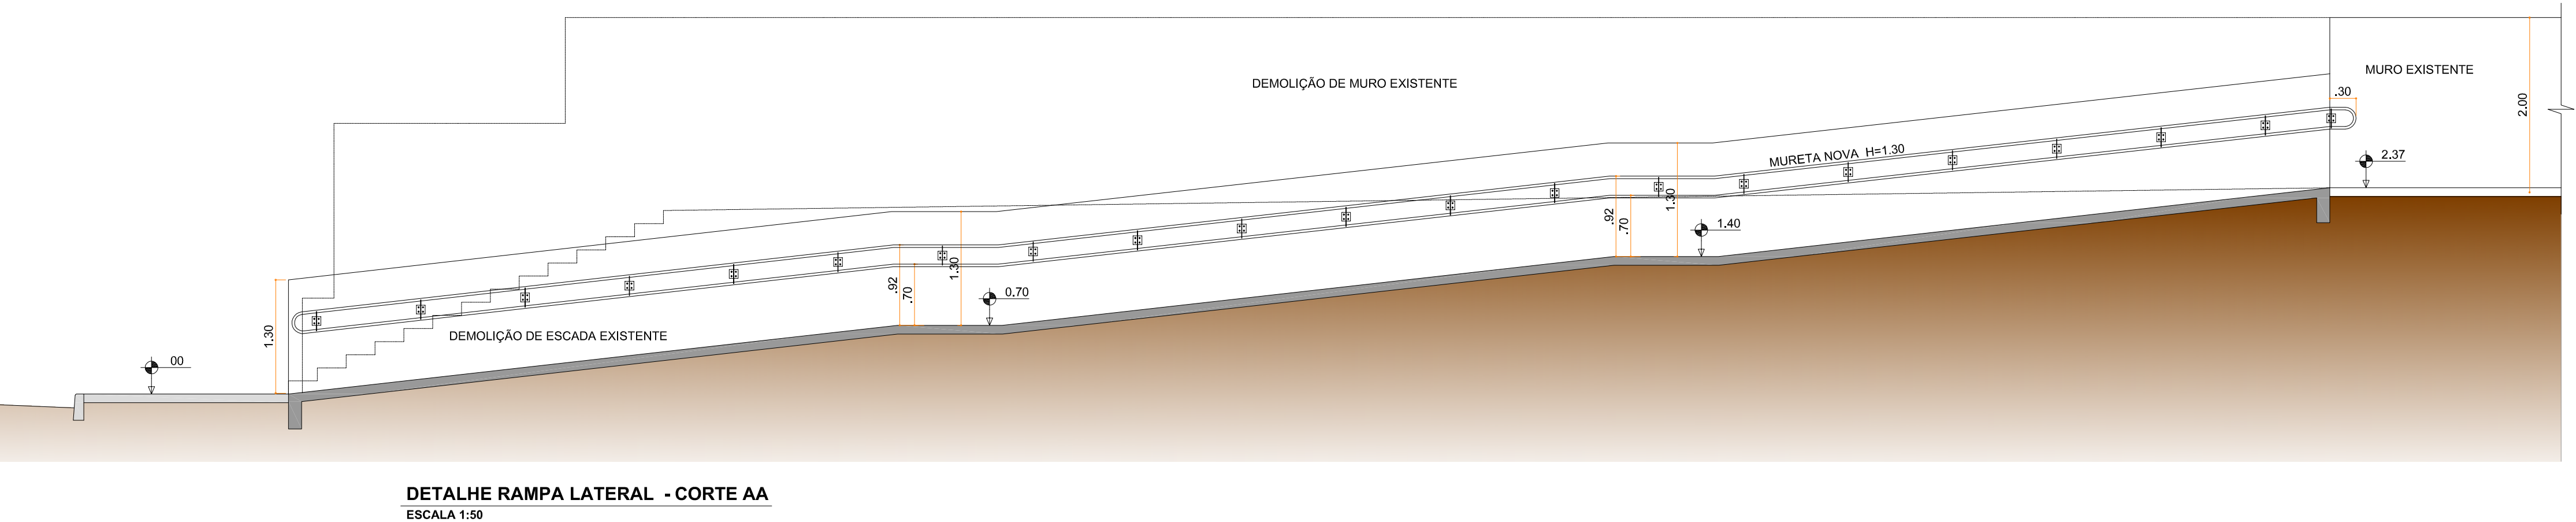 DEMOLIÇÃO DE MURO EXISTENTE
MURO EXISTENTE
.30
2.00
MURETA NOVA H=1.30
2.37
1.30
.92
.70
1.40
1.30
.92
.70
0.70
1.30
DEMOLIÇÃO DE ESCADA EXISTENTE
00
DETALHE RAMPA LATERAL - CORTE AA
ESCALA 1:50